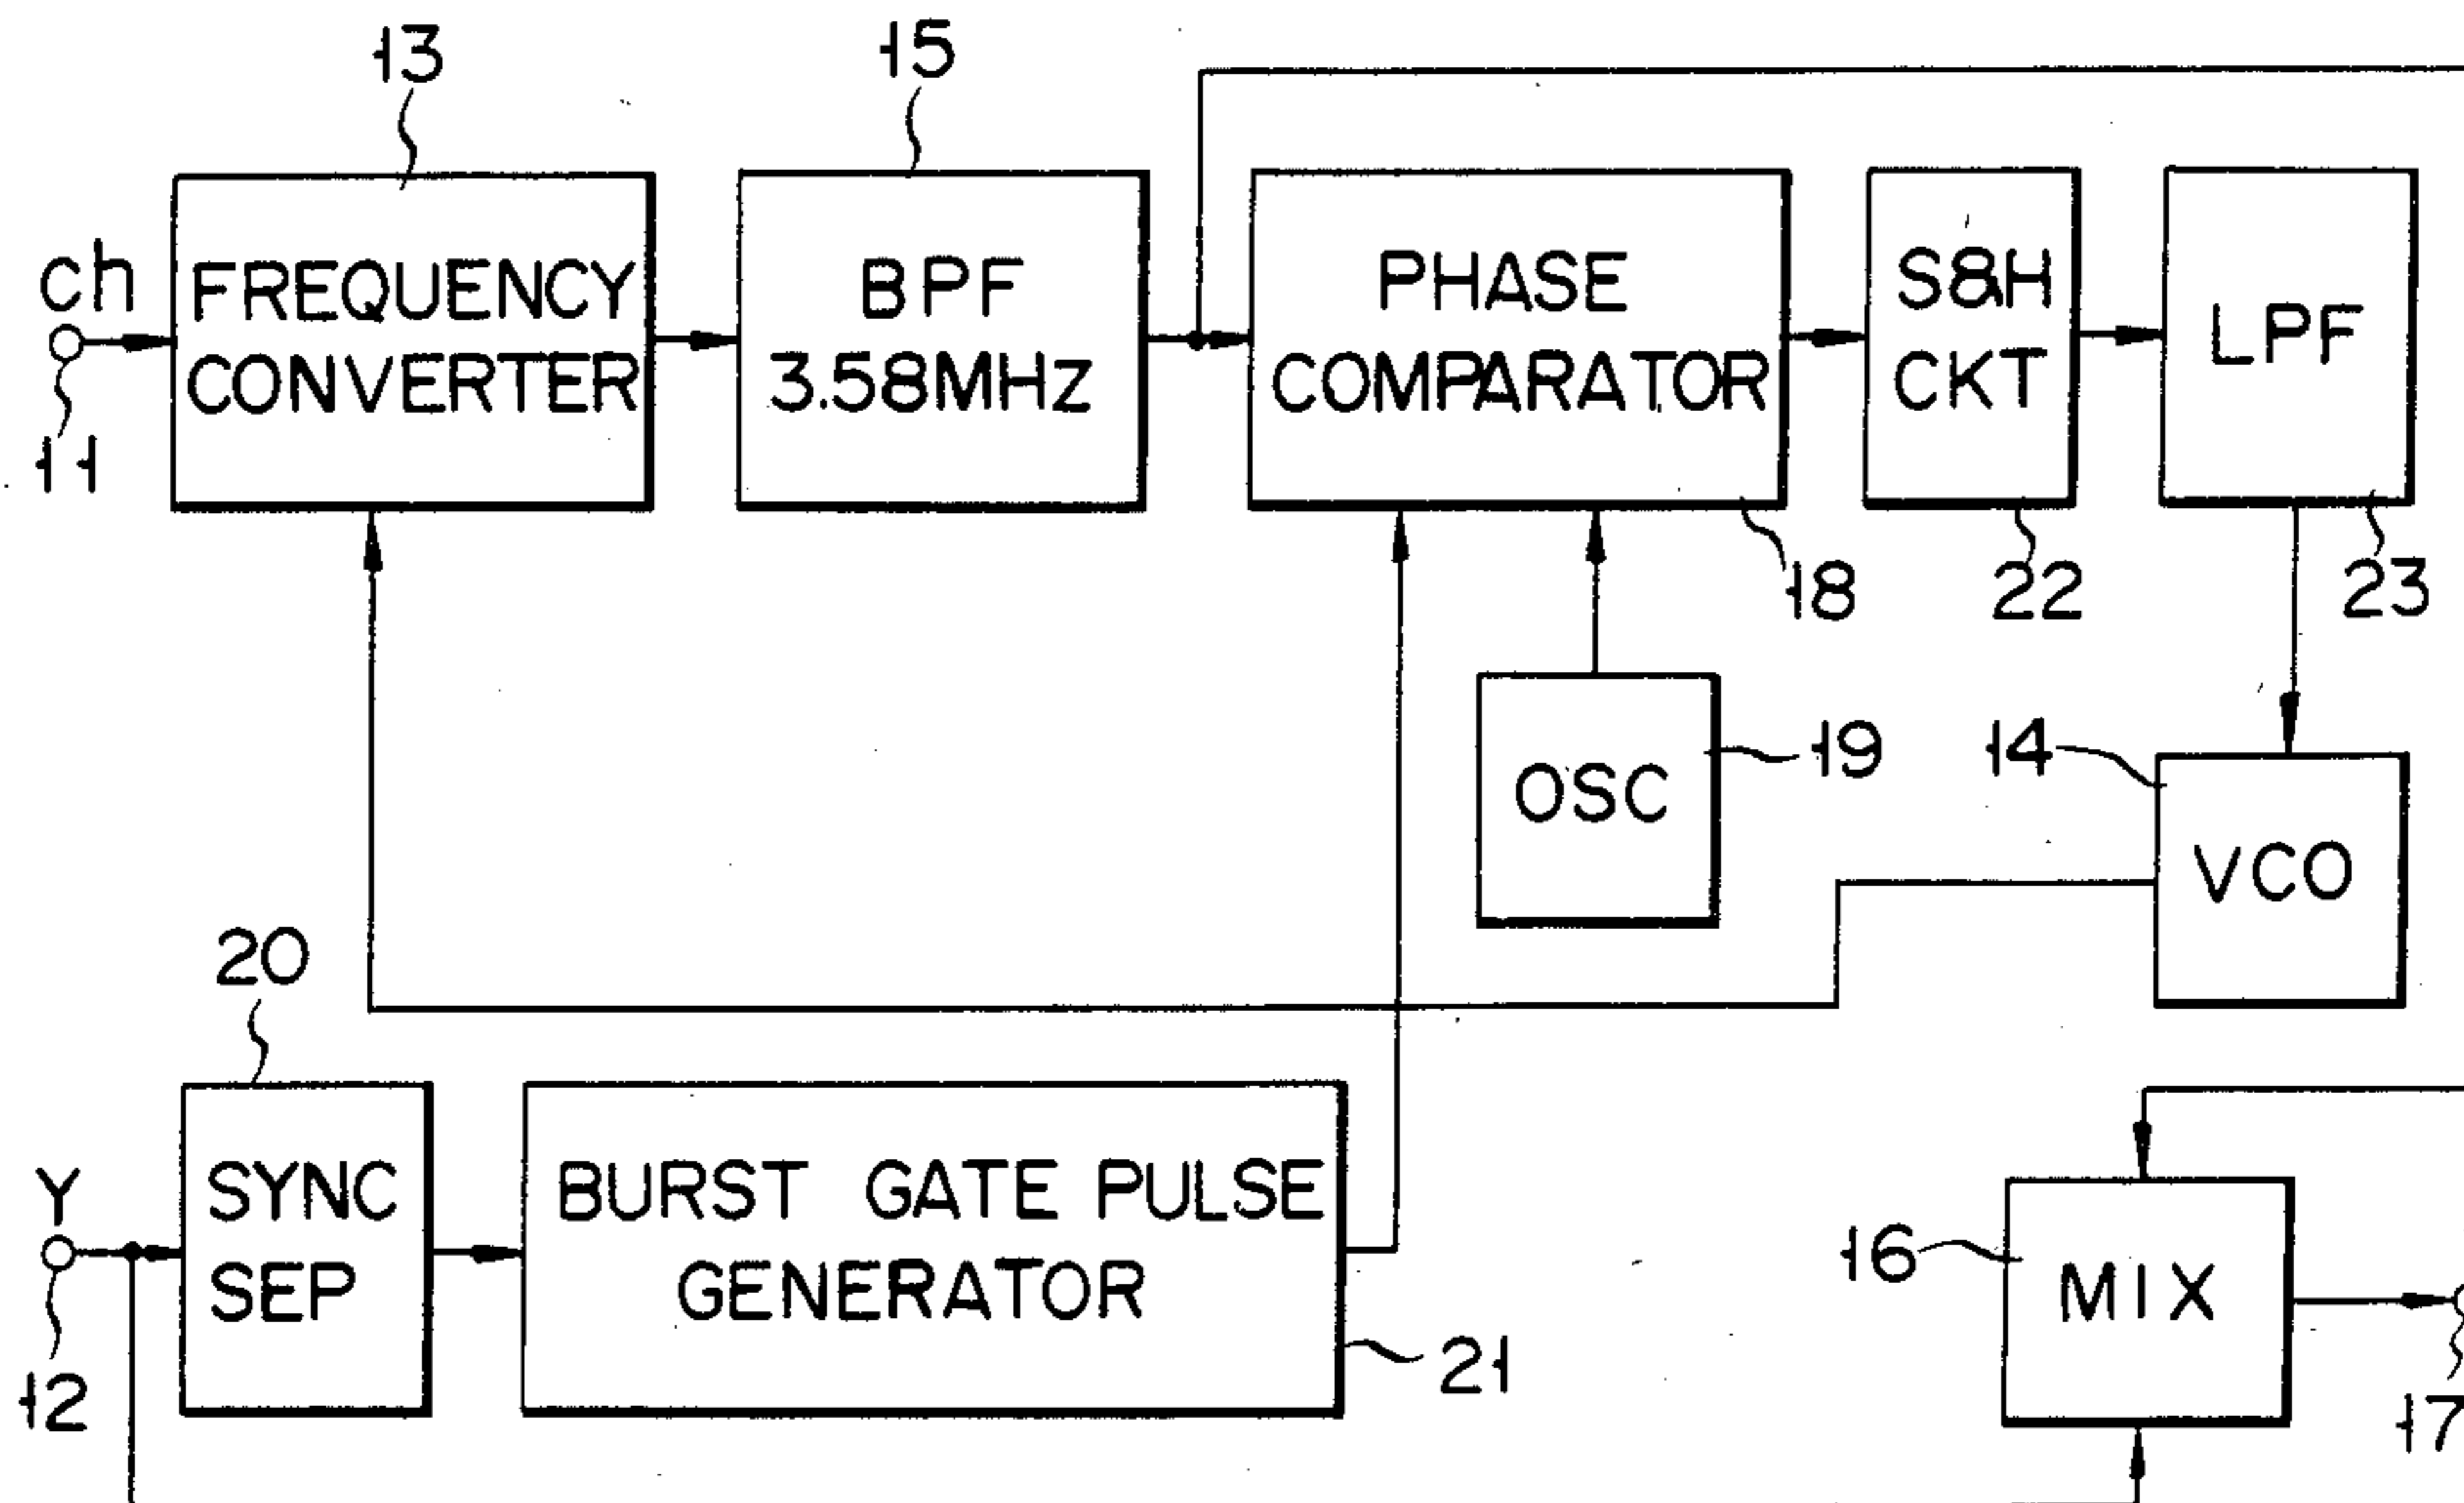 13
15
ch
11
FREQUENCY
CONVERTER
BPF
3.58MHz
PHASE
COMPARATOR
S&H
CKT
LPF
18
22
23
OSC
19
14
VCO
20
Y
12
SYNC
SEP
BURST GATE PULSE
GENERATOR
21
16
MIX
17